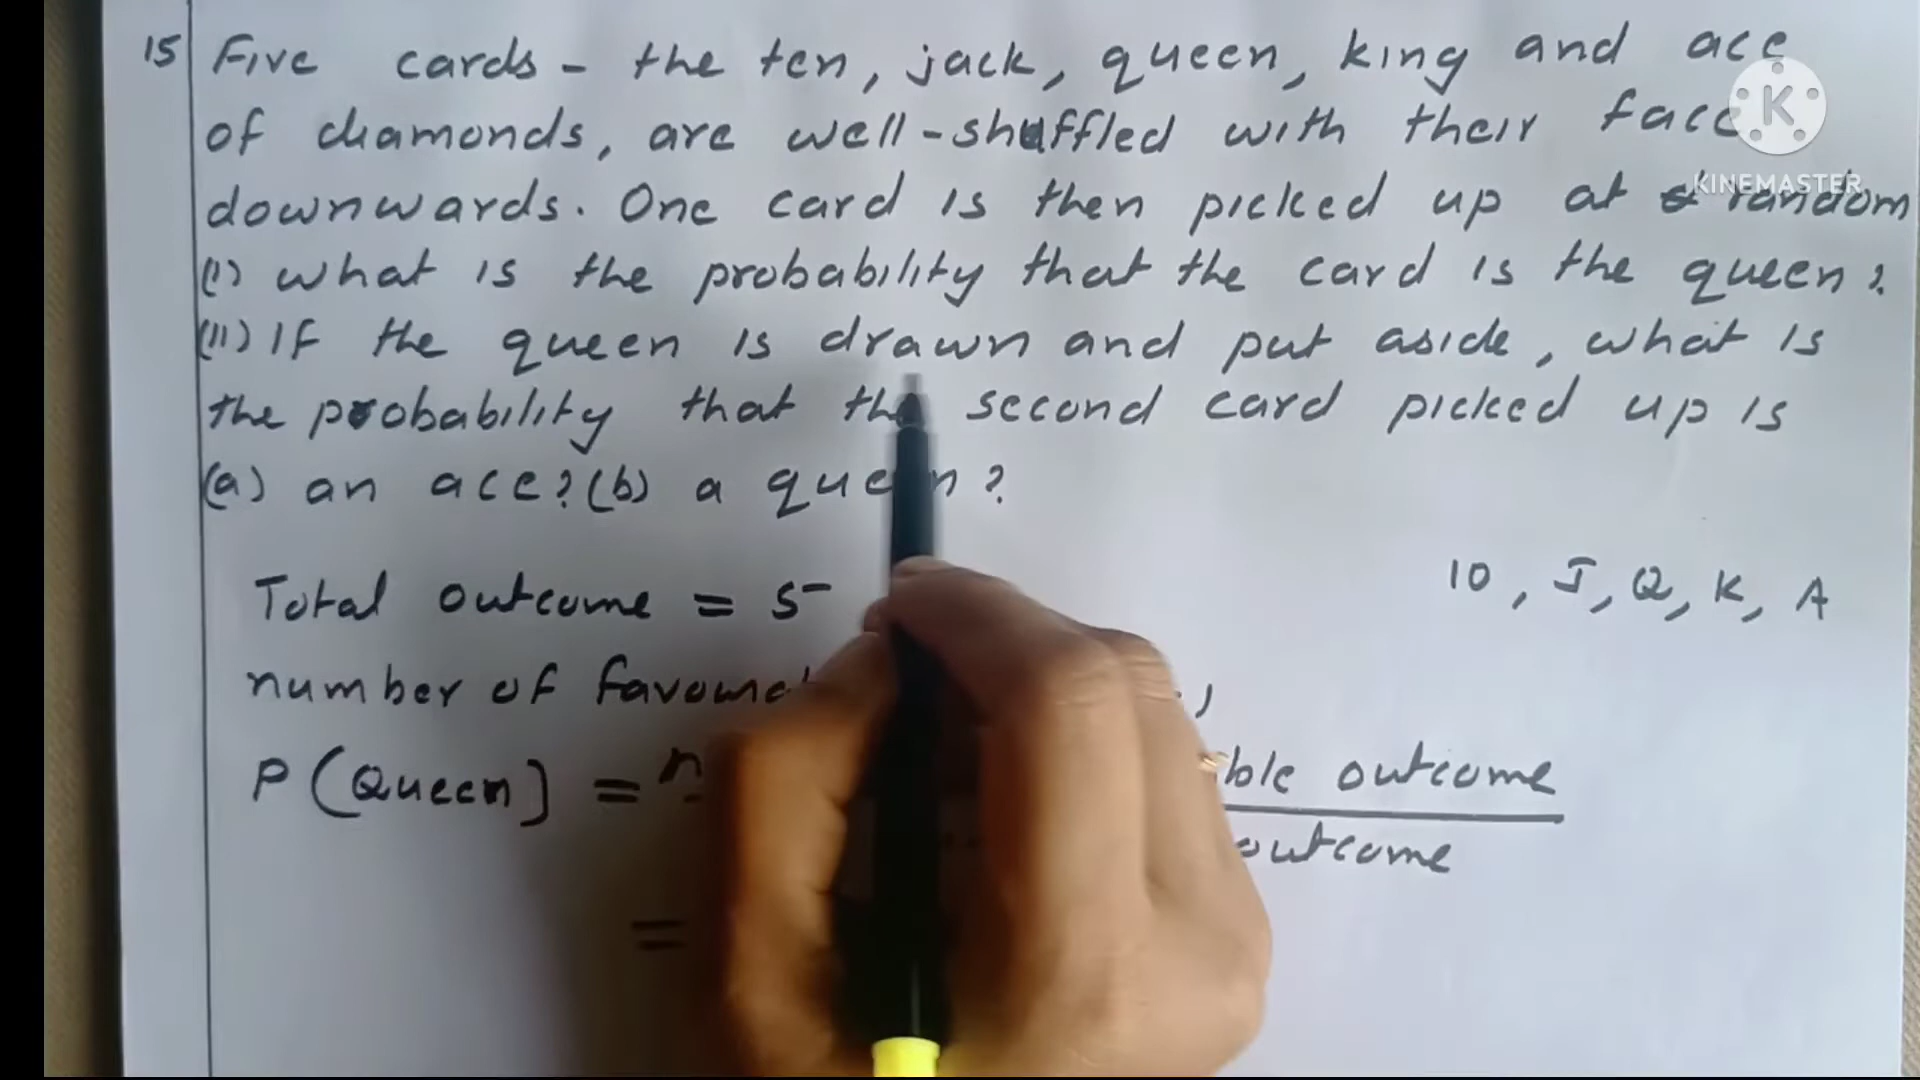 15 Five cards - the ten, jack, queen, king and ace
of diamonds, are well-shuffled with their face
downwards. One card is then picked up at random
(i) what is the probability that the card is the queen?
(ii) If the queen is drawn and put aside, what is
the probability that the second card picked up is
(a) an ace? (b) a queen?
Total outcome = 5
10, J, Q, K, A
number of
P (Queen) =
outcome
outcome
=
K
KINEMASTER